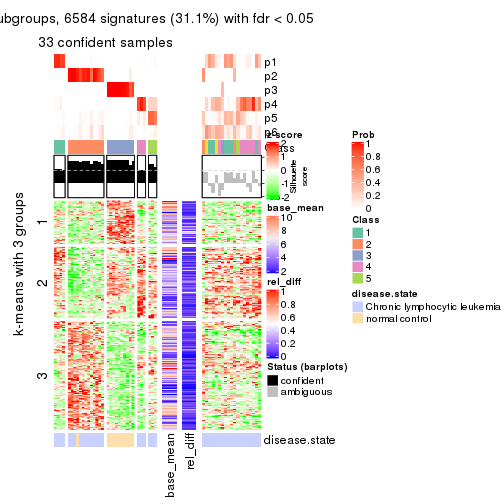 ubgroups, 6584 signatures (31.1%) with fdr < 0.05
33 confident samples
p1
p2
p3
p4
p5
p6
Class
z-score
2
1
0
-1
-2
Silhouette
score
k-means with 3 groups
1
2
3
base_mean
10
8
6
4
2
rel_diff
1
0.8
0.6
0.4
0.2
0
Status (barplots)
confident
ambiguous
Prob
1
0.8
0.6
0.4
0.2
0
Class
1
2
3
4
5
disease.state
Chronic lymphocytic leukemia
normal control
disease.state
base_mean
rel_diff